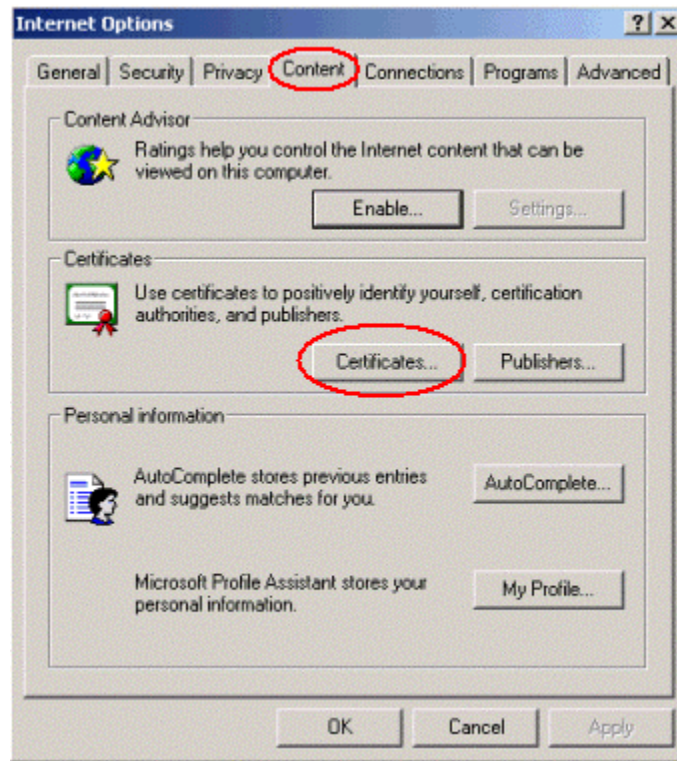 Internet Options
General Security Privacy Content Connections Programs Advanced
Content Advisor
Ratings help you control the Internet content that can be
viewed on this computer.
Enable... Settings...
Certificates
Use certificates to positively identify yourself, certification
authorities, and publishers.
Certificates... Publishers...
Personal information
AutoComplete stores previous entries
and suggests matches for you.
AutoComplete...
Microsoft Profile Assistant stores your
personal information.
My Profile...
OK Cancel Apply